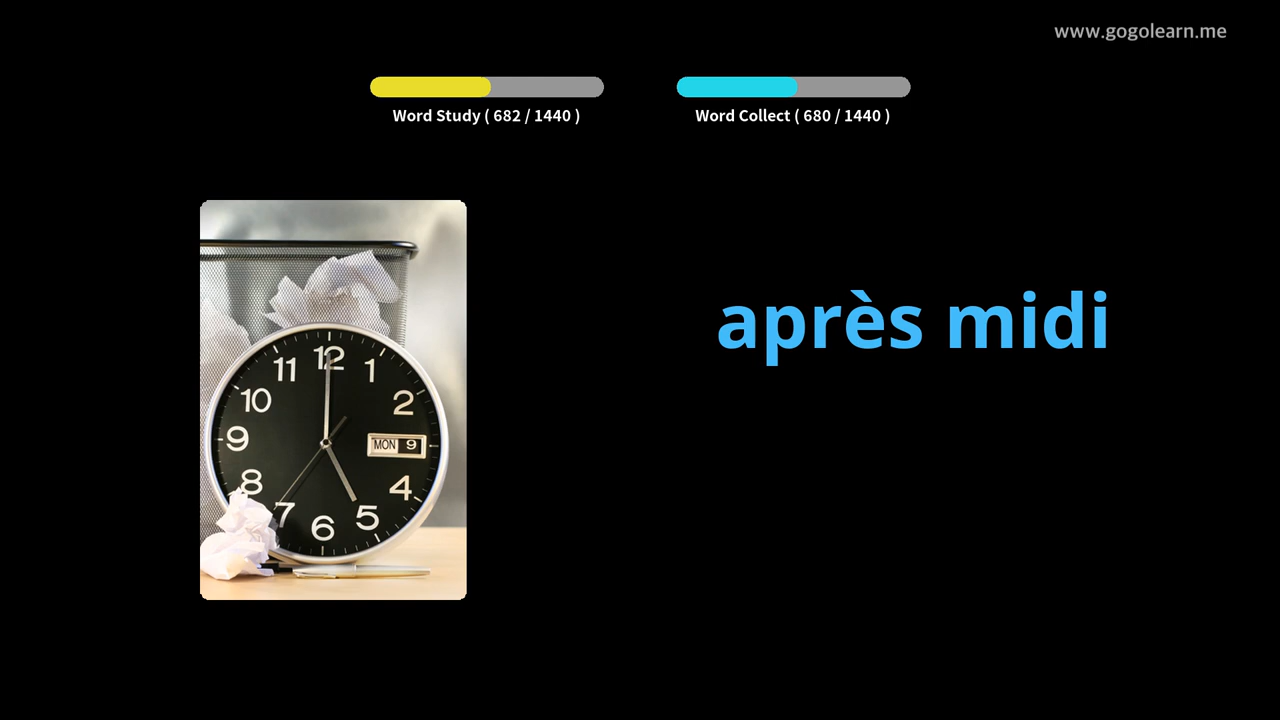 www.gogolearn.me
Word Study ( 682 / 1440 )
Word Collect ( 680 / 1440 )
après midi
12
11
1
10
2
9
MON 9
8
4
7
5
6